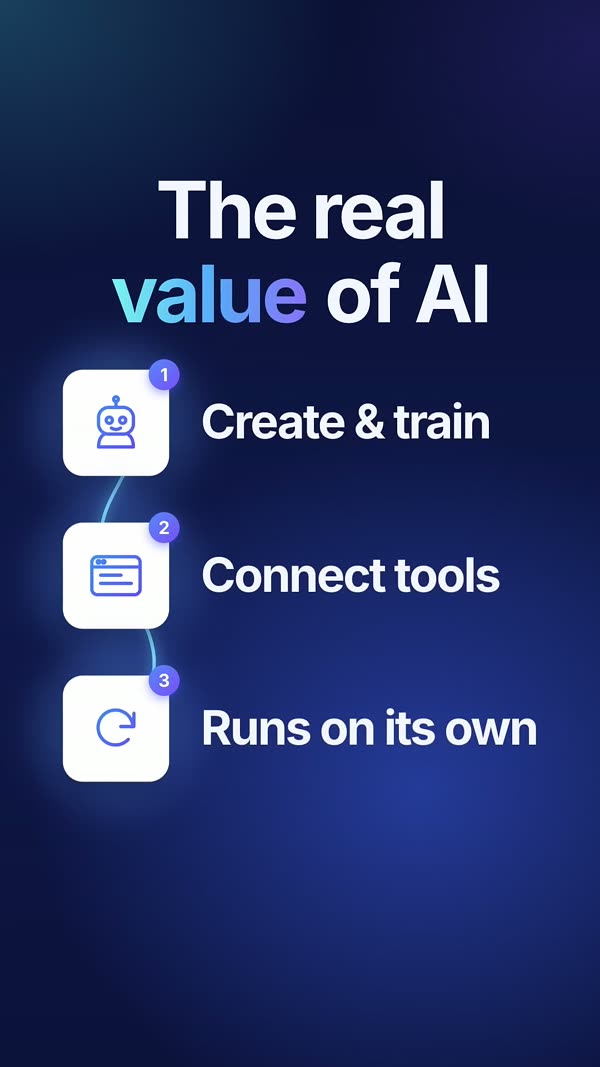 The real
value of AI
1
Create & train
2
Connect tools
3
Runs on its own